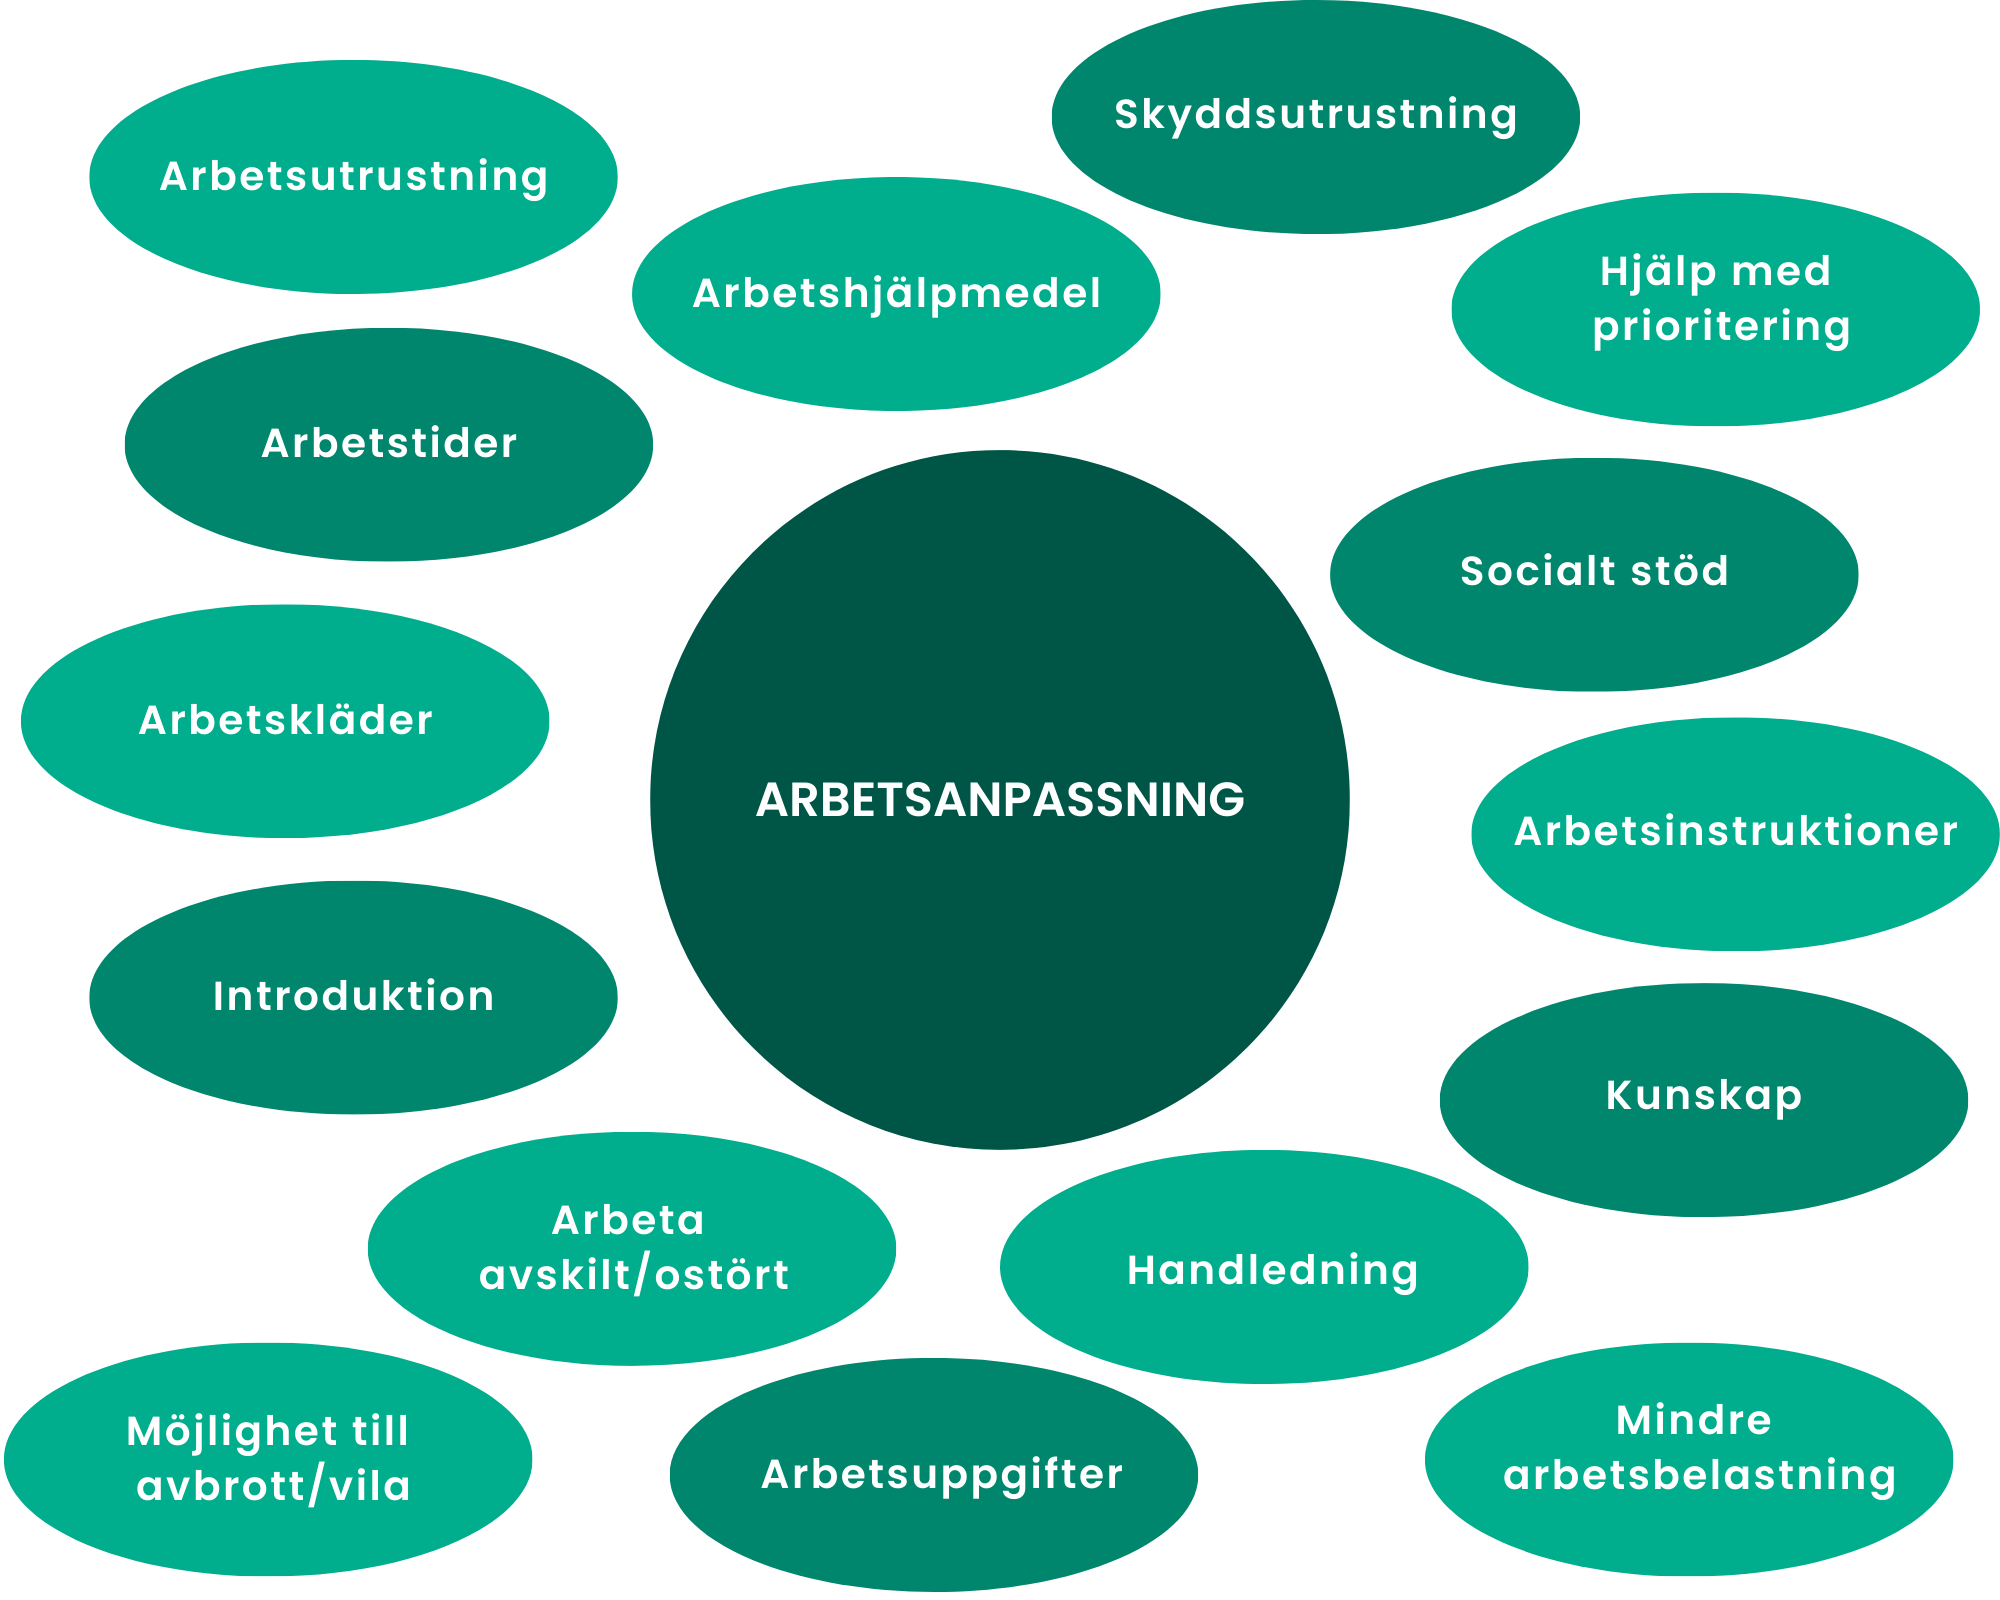 Skyddsutrustning
Arbetsutrustning
Arbetshjälpmedel
Hjälp med
prioritering
Arbetstider
Socialt stöd
Arbetskläder
ARBETSANPASSNING
Arbetsinstruktioner
Introduktion
Kunskap
Arbeta
avskilt/ostört
Handledning
Möjlighet till
avbrott/vila
Arbetsuppgifter
Mindre
arbetsbelastning